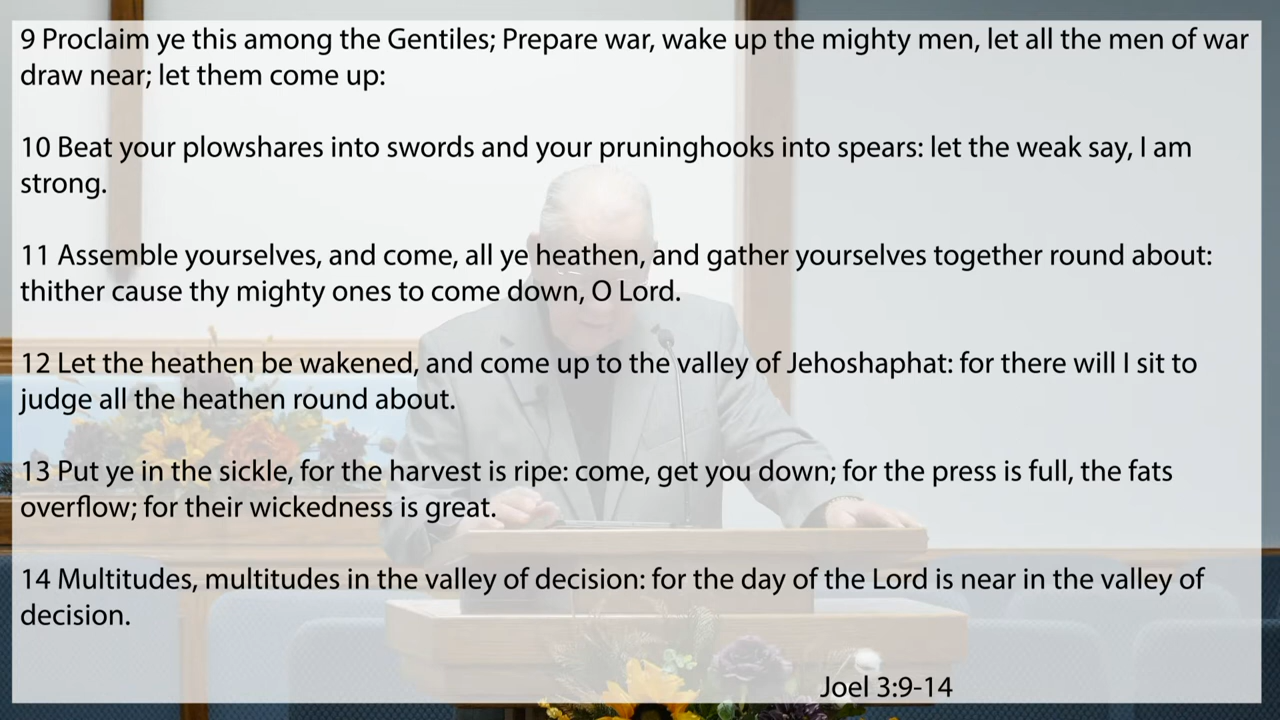 9 Proclaim ye this among the Gentiles; Prepare war, wake up the mighty men, let all the men of war
draw near; let them come up:
10 Beat your plowshares into swords and your pruninghooks into spears: let the weak say, I am
strong.
11 Assemble yourselves, and come, all ye heathen, and gather yourselves together round about:
thither cause thy mighty ones to come down, O Lord.
12 Let the heathen be wakened, and come up to the valley of Jehoshaphat: for there will I sit to
judge all the heathen round about.
13 Put ye in the sickle, for the harvest is ripe: come, get you down; for the press is full, the fats
overflow; for their wickedness is great.
14 Multitudes, multitudes in the valley of decision: for the day of the Lord is near in the valley of
decision.
Joel 3:9-14